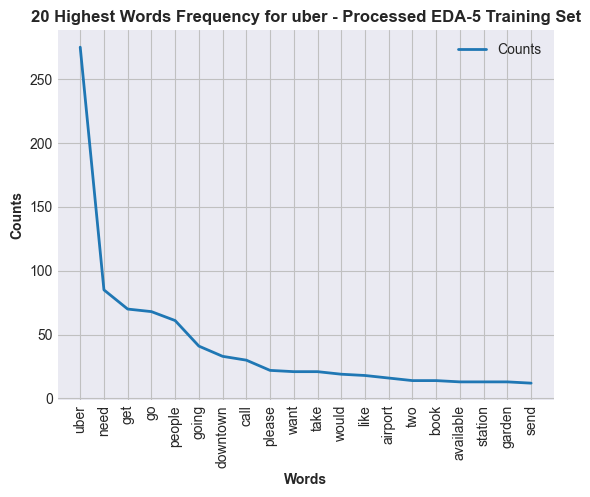 20 Highest Words Frequency for uber - Processed EDA-5 Training Set
Counts
250
200
150
100
50
0
Counts
uber
need
get
go
people
going
downtown
call
please
want
take
would
like
airport
two
book
available
station
garden
send
Words